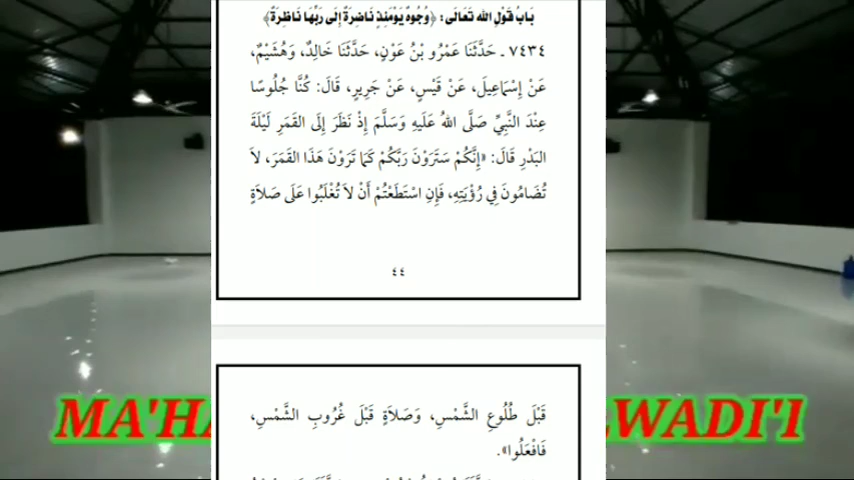 بَابُ قَوْلِ اللهِ تَعَالَى: ﴿وُجُوهٌ يَوْمَئِذٍ نَاضِرَةٌ إِلَى رَبِّهَا نَاظِرَةٌ﴾
٧٤٣٤ ـ حَدَّثَنَا عَمْرُو بْنُ عَوْنٍ، حَدَّثَنَا خَالِدٌ، وَهُشَيْمٌ،
عَنْ إِسْمَاعِيلَ، عَنْ قَيْسٍ، عَنْ جَرِيرٍ، قَالَ: كُنَّا جُلُوسًا
عِنْدَ النَّبِيِّ صَلَّى اللهُ عَلَيْهِ وَسَلَّمَ إِذْ نَظَرَ إِلَى القَمَرِ لَيْلَةَ
البَدْرِ قَالَ: «إِنَّكُمْ سَتَرَوْنَ رَبَّكُمْ كَمَا تَرَوْنَ هَذَا القَمَرَ، لاَ
تُضَامُونَ فِي رُؤْيَتِهِ، فَإِنِ اسْتَطَعْتُمْ أَنْ لاَ تُغْلَبُوا عَلَى صَلاَةٍ
٤٤
قَبْلَ طُلُوعِ الشَّمْسِ، وَصَلاَةٍ قَبْلَ غُرُوبِ الشَّمْسِ،
MA'HA WADI'I
فَافْعَلُوا».